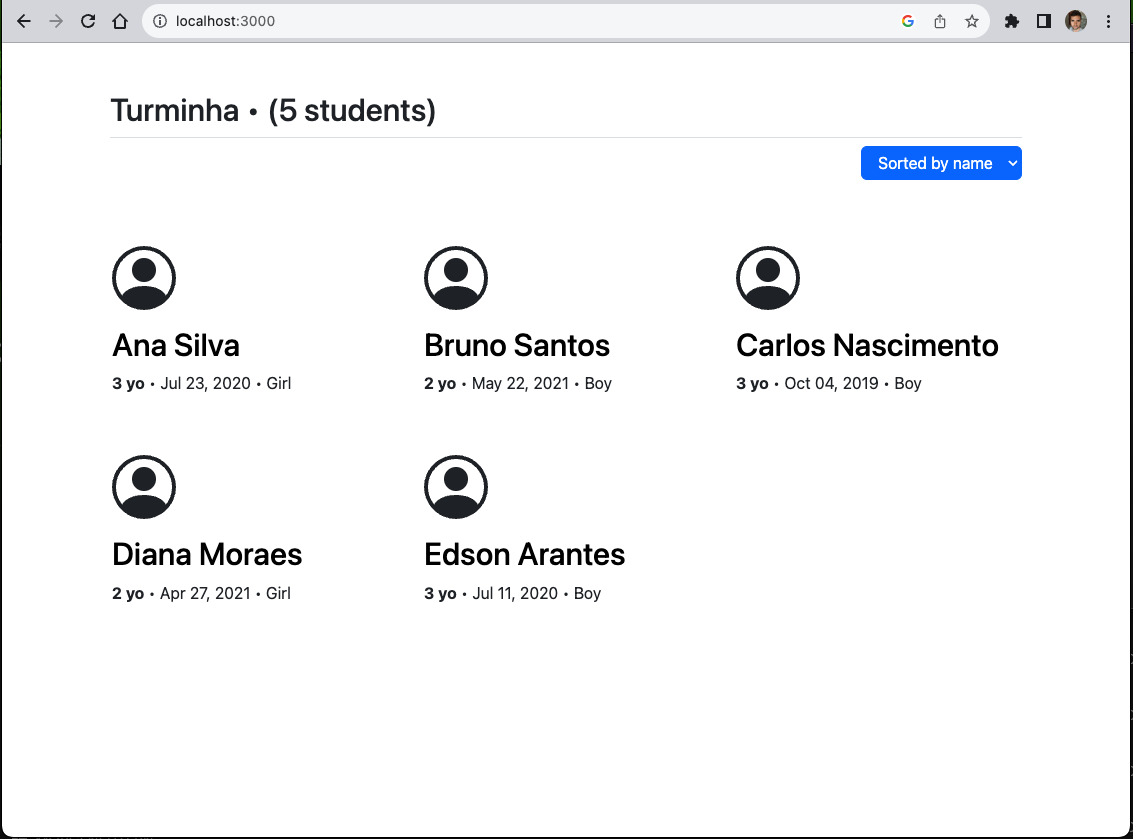 localhost:3000
Turminha • (5 students)
Sorted by name
Ana Silva
3 yo • Jul 23, 2020 • Girl
Bruno Santos
2 yo • May 22, 2021 • Boy
Carlos Nascimento
3 yo • Oct 04, 2019 • Boy
Diana Moraes
2 yo • Apr 27, 2021 • Girl
Edson Arantes
3 yo • Jul 11, 2020 • Boy